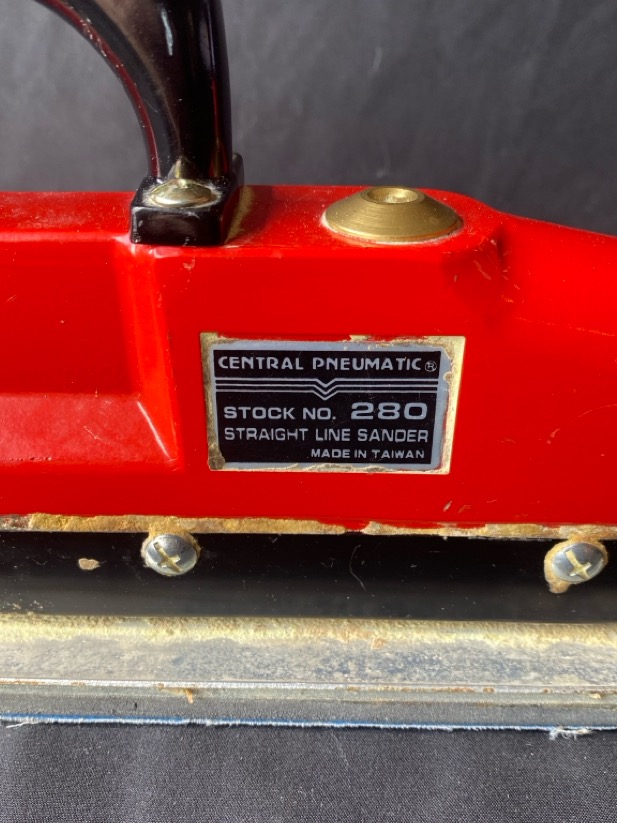 CENTRAL PNEUMATIC®
STOCK NO. 280
STRAIGHT LINE SANDER
MADE IN TAIWAN